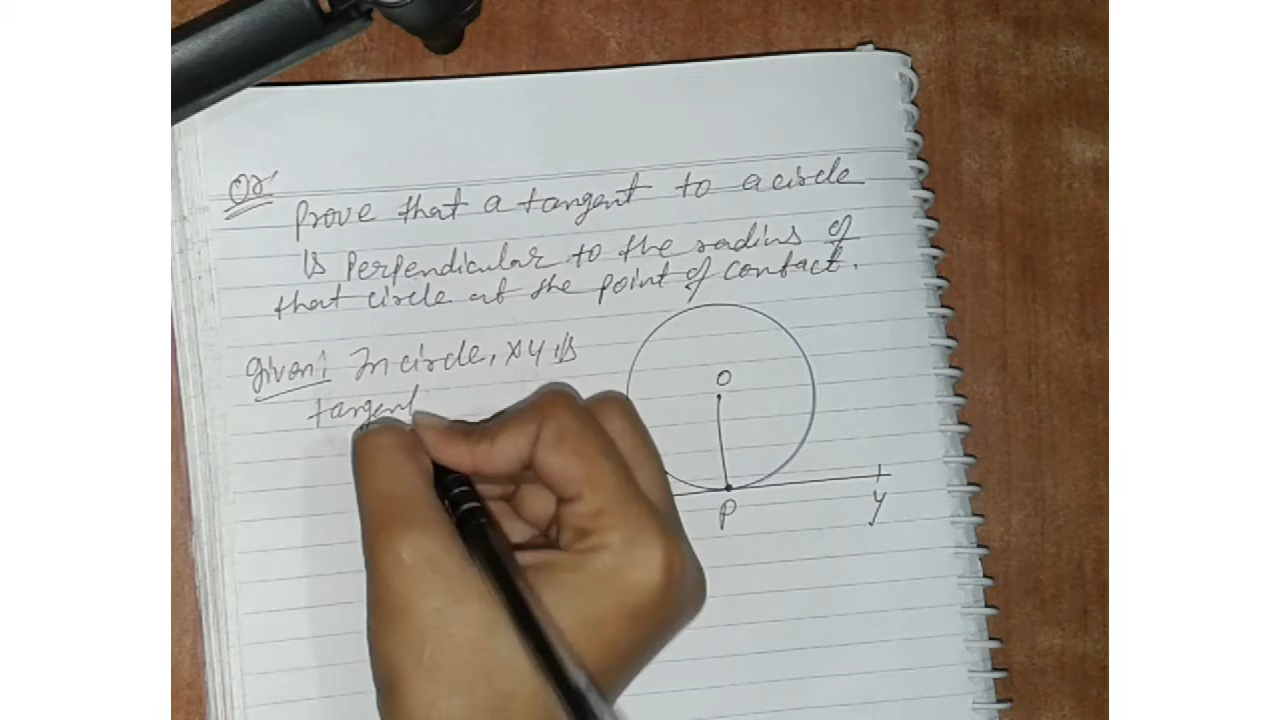 Or
Prove that a tangent to a circle
is perpendicular to the radius of
that circle at the point of contact.
Given: In circle, XY is
tangent
O
P
Y